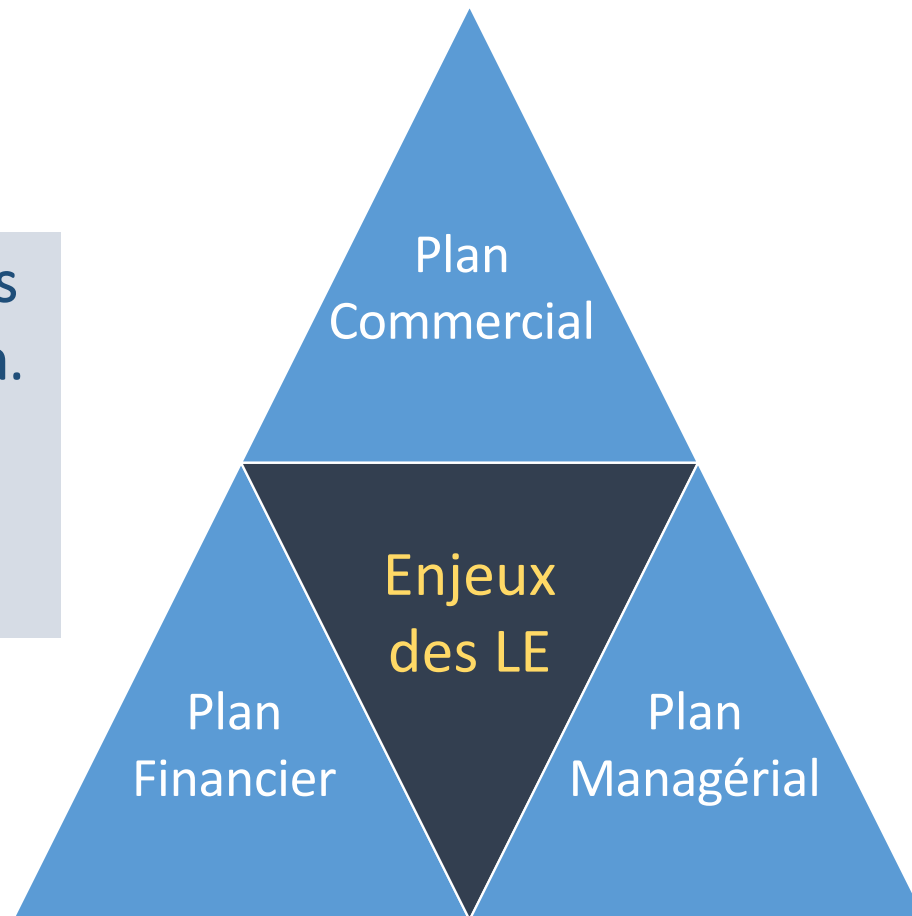 Plan
Commercial
Enjeux
des LE
Plan
Financier
Plan
Managérial